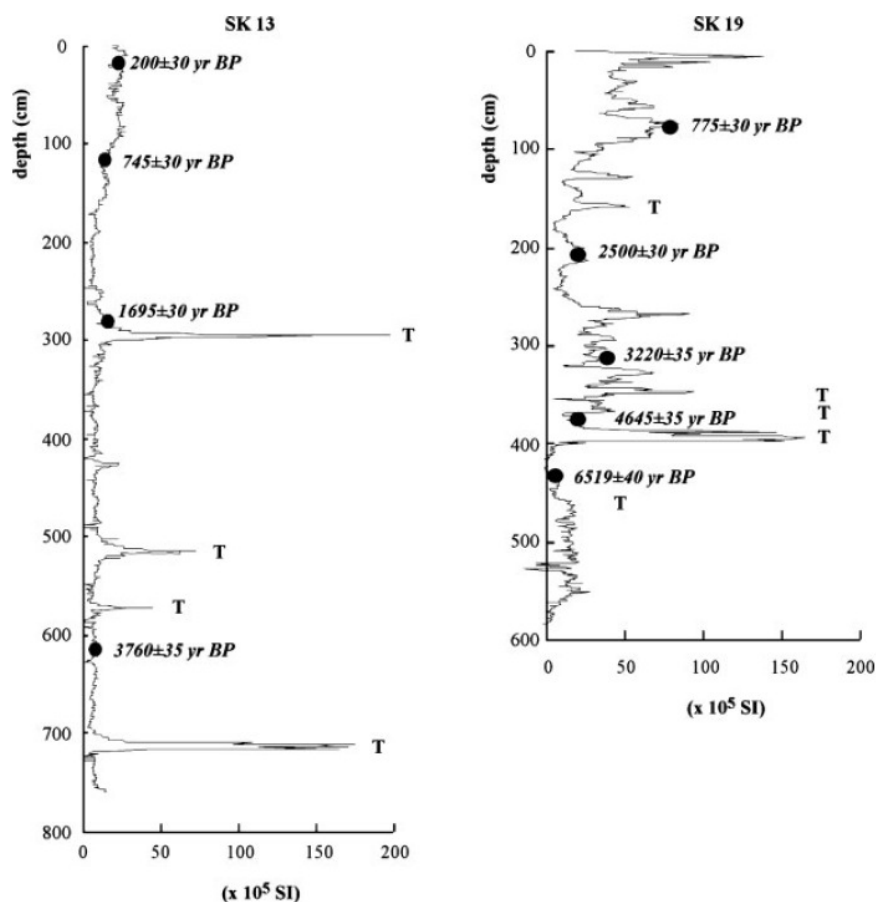 SK 13
0
200±30 yr BP
depth (cm)
100
745±30 yr BP
200
1695±30 yr BP
300
T
400
500
T
T
600
3760±35 yr BP
700
T
800
0 50 100 150 200
(x 10⁵ SI)
SK 19
0
775±30 yr BP
depth (cm)
100
T
200
2500±30 yr BP
300
3220±35 yr BP
T
T
4645±35 yr BP
400
T
6519±40 yr BP
T
500
600
0 50 100 150 200
(x 10⁵ SI)